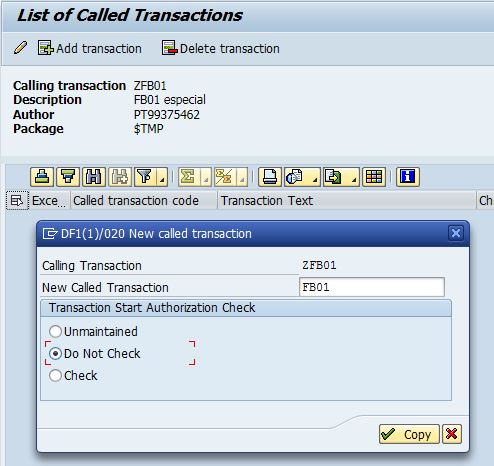 List of Called Transactions
Add transaction Delete transaction
Calling transaction ZFB01
Description FB01 especial
Author PT99375462
Package $TMP
Exce... Called transaction code Transaction Text Ch
DF1(1)/020 New called transaction
Calling Transaction ZFB01
New Called Transaction FB01
Transaction Start Authorization Check
Unmaintained
Do Not Check
Check
Copy